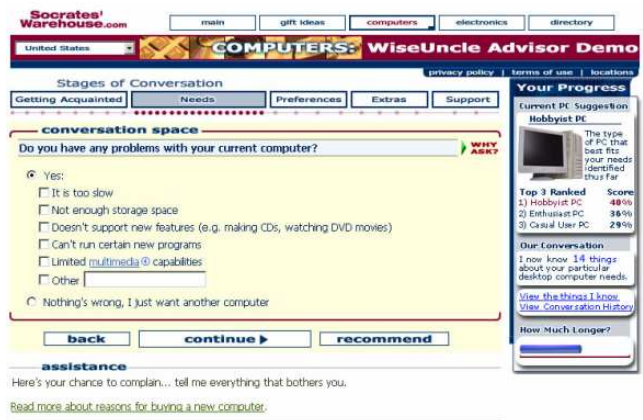 Socrates'
Warehouse.com
main
gift ideas
computers
electronics
directory
United States
COMPUTERS: WiseUncle Advisor Demo
privacy policy | terms of use | locations
Stages of Conversation
Getting Acquainted
Needs
Preferences
Extras
Support
conversation space
Do you have any problems with your current computer?
WHY
ASK?
Yes:
It is too slow
Not enough storage space
Doesn't support new features (e.g. making CDs, watching DVD movies)
Can't run certain new programs
Limited multimedia capabilities
Other
Nothing's wrong, I just want another computer
back
continue
recommend
assistance
Here's your chance to complain... tell me everything that bothers you.
Read more about reasons for buying a new computer.
Your Progress
Current PC Suggestion
Hobbyist PC
The type
of PC that
best fits
your needs
identified
thus far
Top 3 Ranked Score
1) Hobbyist PC 40%
2) Enthusiast PC 36%
3) Casual User PC 29%
Our Conversation
I now know 14 things
about your particular
desktop computer needs.
View the things I know
View Conversation History
How Much Longer?